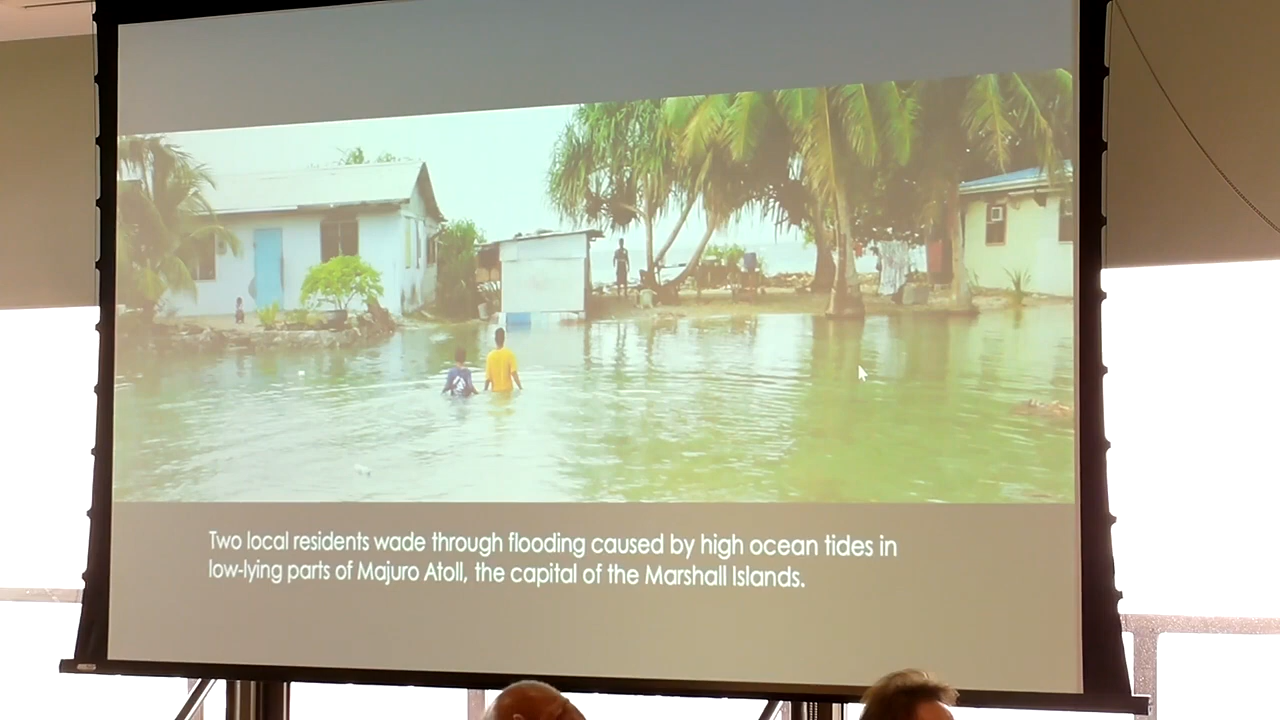 Two local residents wade through flooding caused by high ocean tides in
low-lying parts of Majuro Atoll, the capital of the Marshall Islands.